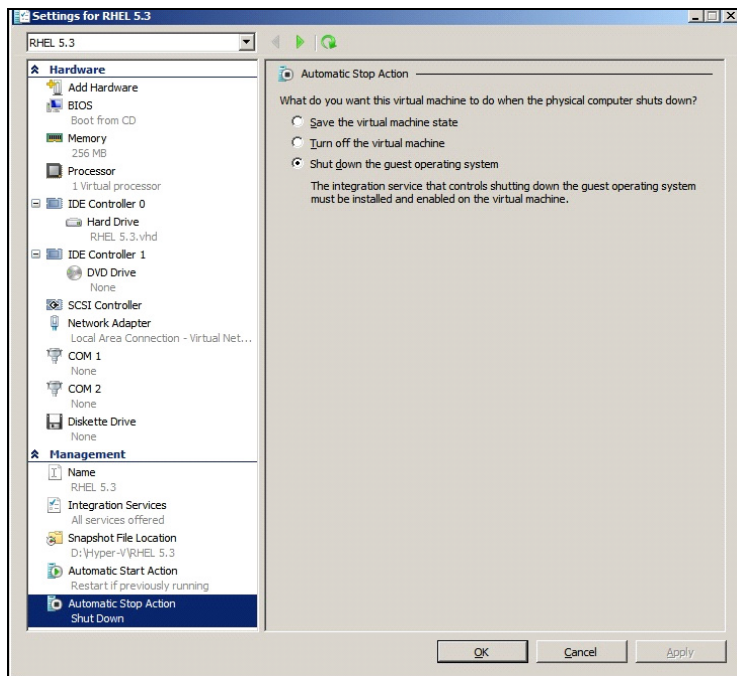 Settings for RHEL 5.3
RHEL 5.3
Hardware
Add Hardware
BIOS
Boot from CD
Memory
256 MB
Processor
1 Virtual processor
IDE Controller 0
Hard Drive
RHEL 5.3.vhd
IDE Controller 1
DVD Drive
None
SCSI Controller
Network Adapter
Local Area Connection - Virtual Net...
COM 1
None
COM 2
None
Diskette Drive
None
Management
Name
RHEL 5.3
Integration Services
All services offered
Snapshot File Location
D:\Hyper-V\RHEL 5.3
Automatic Start Action
Restart if previously running
Automatic Stop Action
Shut Down
Automatic Stop Action
What do you want this virtual machine to do when the physical computer shuts down?
Save the virtual machine state
Turn off the virtual machine
Shut down the guest operating system
The integration service that controls shutting down the guest operating system
must be installed and enabled on the virtual machine.
OK
Cancel
Apply